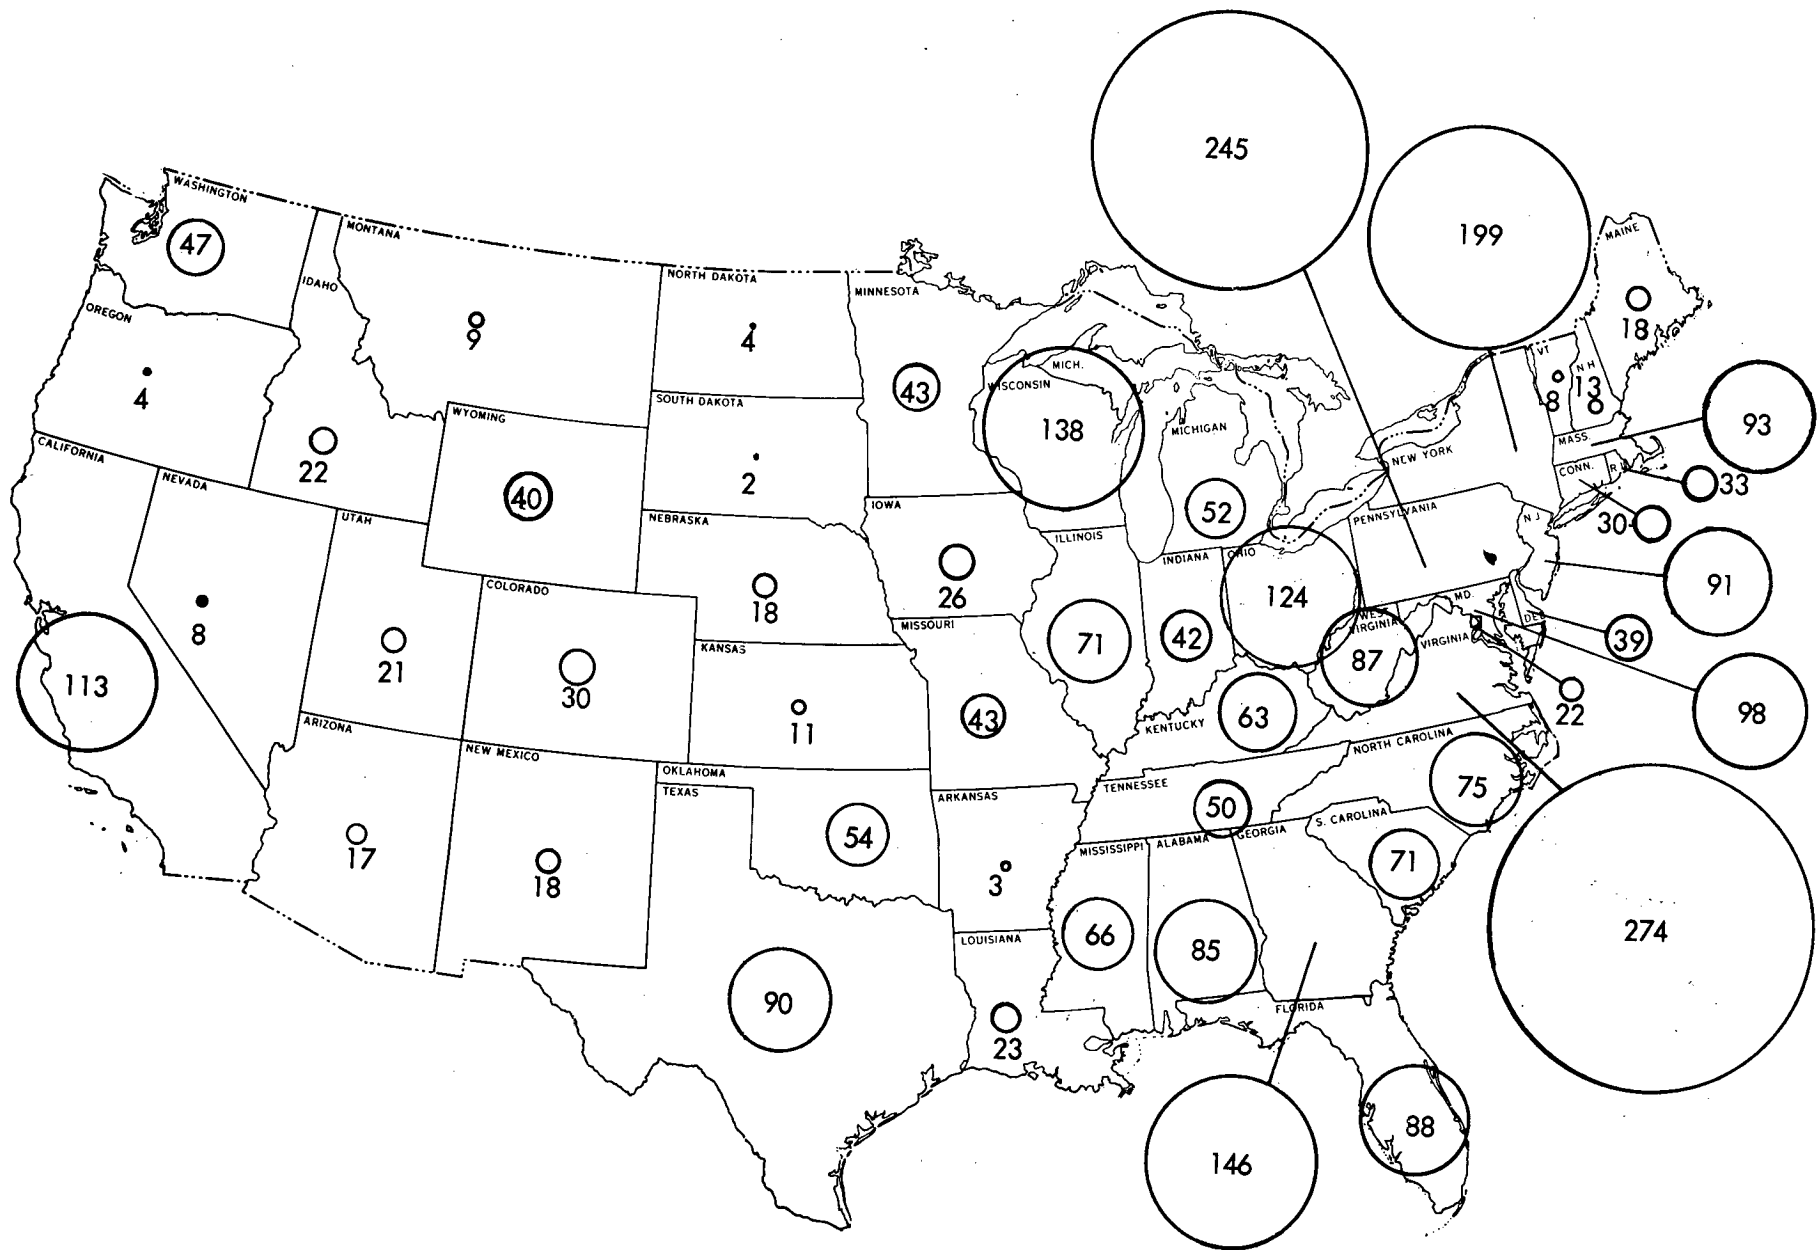 245
199
WASHINGTON
47
MONTANA
9
IDAHO
22
OREGON
4
NORTH DAKOTA
4
MINNESOTA
43
MAINE
18
VT
8
N H
13
MICH.
WISCONSIN
138
MICHIGAN
52
SOUTH DAKOTA
2
WYOMING
40
CALIFORNIA
113
NEVADA
8
UTAH
21
NEW YORK
MASS.
93
CONN.
30
R I
33
IOWA
26
NEBRASKA
18
ILLINOIS
71
INDIANA
42
OHIO
124
PENNSYLVANIA
N J
91
COLORADO
30
MISSOURI
43
KANSAS
11
KENTUCKY
63
WEST
VIRGINIA
87
VIRGINIA
MD.
98
DEL
39
22
274
ARIZONA
17
NEW MEXICO
18
OKLAHOMA
54
TEXAS
90
ARKANSAS
3
TENNESSEE
50
NORTH CAROLINA
75
S. CAROLINA
71
MISSISSIPPI
66
ALABAMA
85
GEORGIA
146
LOUISIANA
23
FLORIDA
88